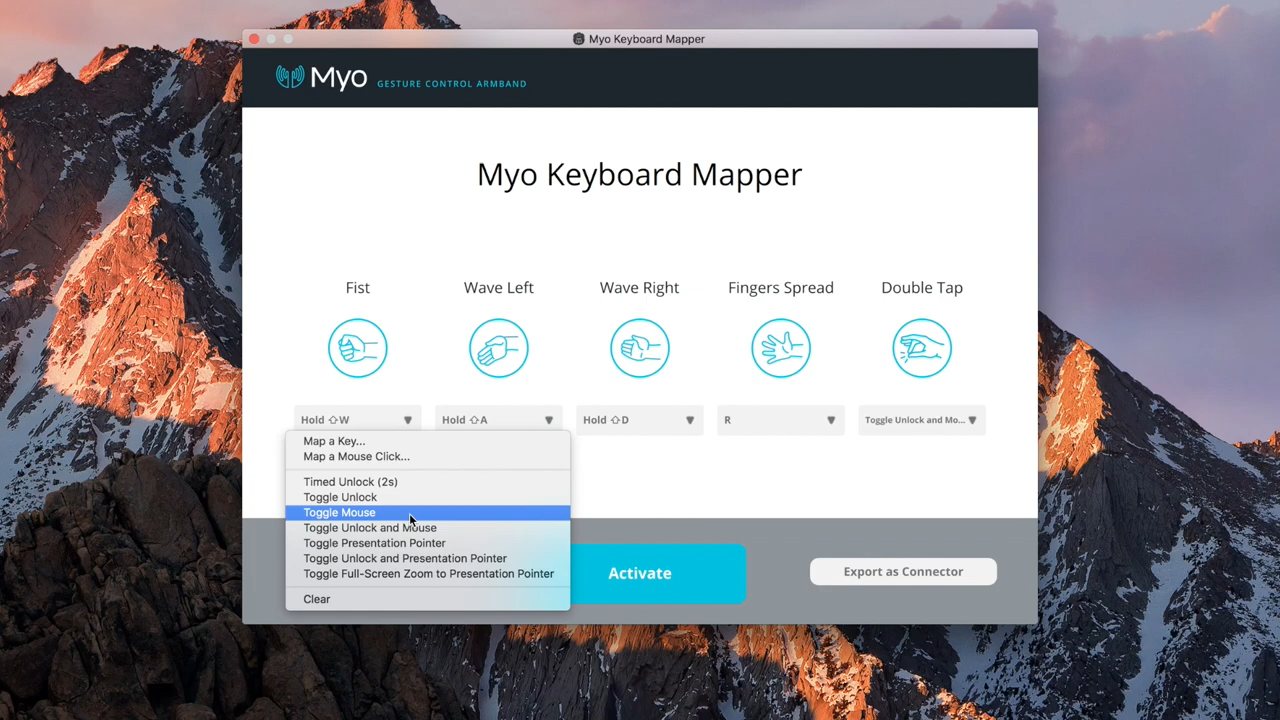 Myo Keyboard Mapper
Myo GESTURE CONTROL ARMBAND
Myo Keyboard Mapper
Fist Wave Left Wave Right Fingers Spread Double Tap
Hold ⇧W Hold ⇧A Hold ⇧D R Toggle Unlock and Mo...
Map a Key...
Map a Mouse Click...
Timed Unlock (2s)
Toggle Unlock
Toggle Mouse
Toggle Unlock and Mouse
Toggle Presentation Pointer
Toggle Unlock and Presentation Pointer
Toggle Full-Screen Zoom to Presentation Pointer
Clear
Activate
Export as Connector